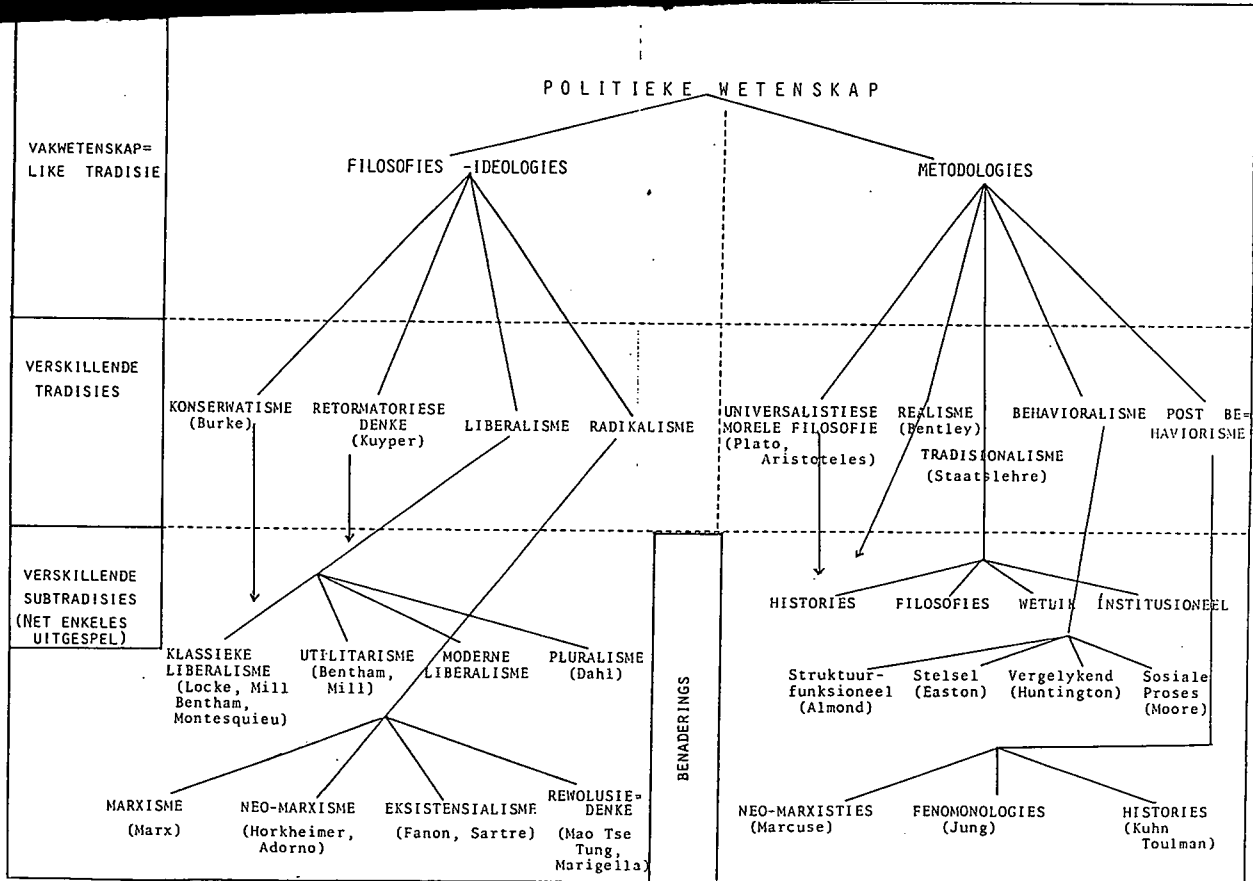 POLITIEKE WETENSKAP
VAKWETENSKAP=
LIKE TRADISIE
FILOSOFIES -IDEOLOGIES
METODOLOGIES
VERSKILLENDE
TRADISIES
KONSERWATISME
(Burke)
RETORMATORIESE
DENKE
(Kuyper)
LIBERALISME
RADIKALISME
UNIVERSALISTIESE
MORELE FILOSOFIE
(Plato,
Aristoteles)
REALISME
(Bentley)
TRADISIONALISME
(Staatslehre)
BEHAVIORALISME
POST BE=
HAVIORISME
VERSKILLENDE
SUBTRADISIES
(NET ENKELES
UITGESPEL)
KLASSIEKE
LIBERALISME
(Locke, Mill
Bentham,
Montesquieu)
UTILITARISME
(Bentham,
Mill)
MODERNE
LIBERALISME
PLURALISME
(Dahl)
MARXISME
(Marx)
NEO-MARXISME
(Horkheimer,
Adorno)
EKSISTENSIALISME
(Fanon, Sartre)
REWOLUSIE=
DENKE
(Mao Tse
Tung,
Marigella)
BENADERINGS
HISTORIES
FILOSOFIES
WETLIK
INSTITUSIONEEL
Struktuur-
funksioneel
(Almond)
Stelsel
(Easton)
Vergelykend
(Huntington)
Sosiale
Proses
(Moore)
NEO-MARXISTIES
(Marcuse)
FENOMONOLOGIES
(Jung)
HISTORIES
(Kuhn
Toulman)